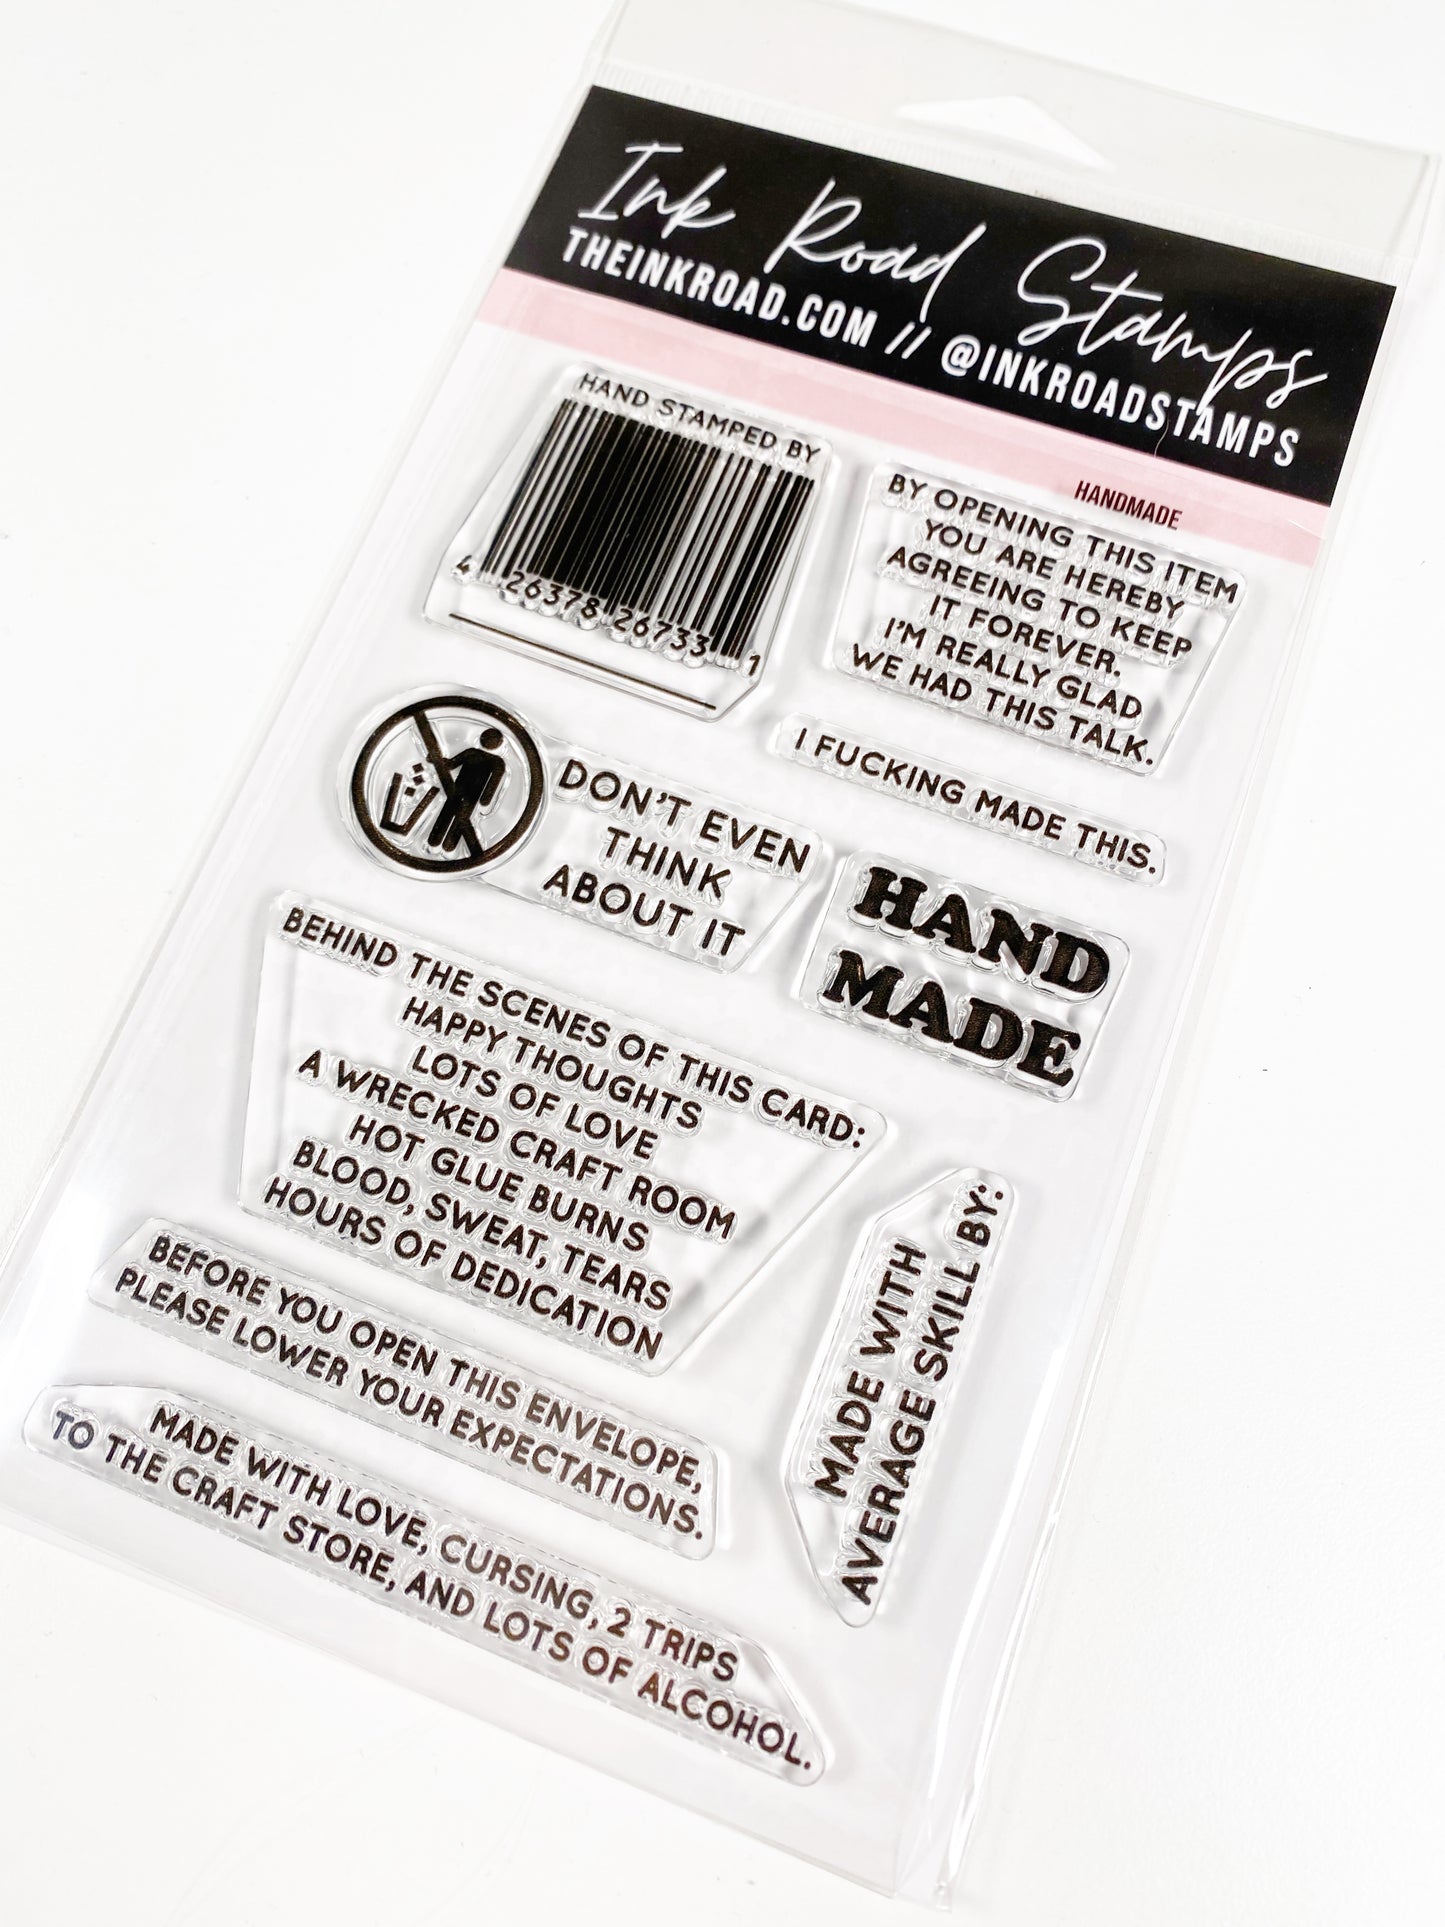 Ink Road Stamps
THEINKROAD.COM // @INKROADSTAMPS
HANDMADE
HAND STAMPED BY
4 26378 26733 1
BY OPENING THIS ITEM
YOU ARE HEREBY
AGREEING TO KEEP
IT FOREVER.
I'M REALLY GLAD
WE HAD THIS TALK.
I FUCKING MADE THIS.
DON'T EVEN
THINK
ABOUT IT
HAND
MADE
BEHIND THE SCENES OF THIS CARD:
HAPPY THOUGHTS
LOTS OF LOVE
A WRECKED CRAFT ROOM
HOT GLUE BURNS
BLOOD, SWEAT, TEARS
HOURS OF DEDICATION
MADE WITH
AVERAGE SKILL BY:
BEFORE YOU OPEN THIS ENVELOPE,
PLEASE LOWER YOUR EXPECTATIONS.
MADE WITH LOVE, CURSING, 2 TRIPS
TO THE CRAFT STORE, AND LOTS OF ALCOHOL.